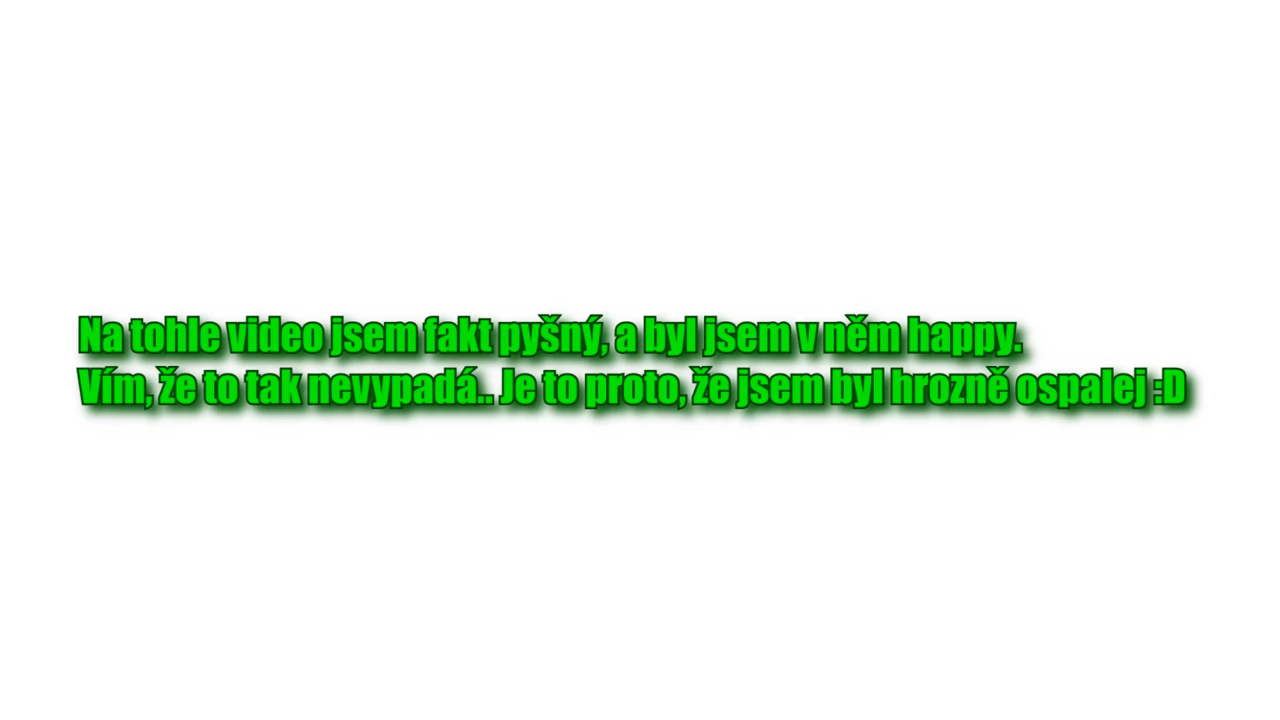 Na tohle video jsem fakt pyšný, a byl jsem v něm happy.
Vím, že to tak nevypadá.. Je to proto, že jsem byl hrozně ospalej :D